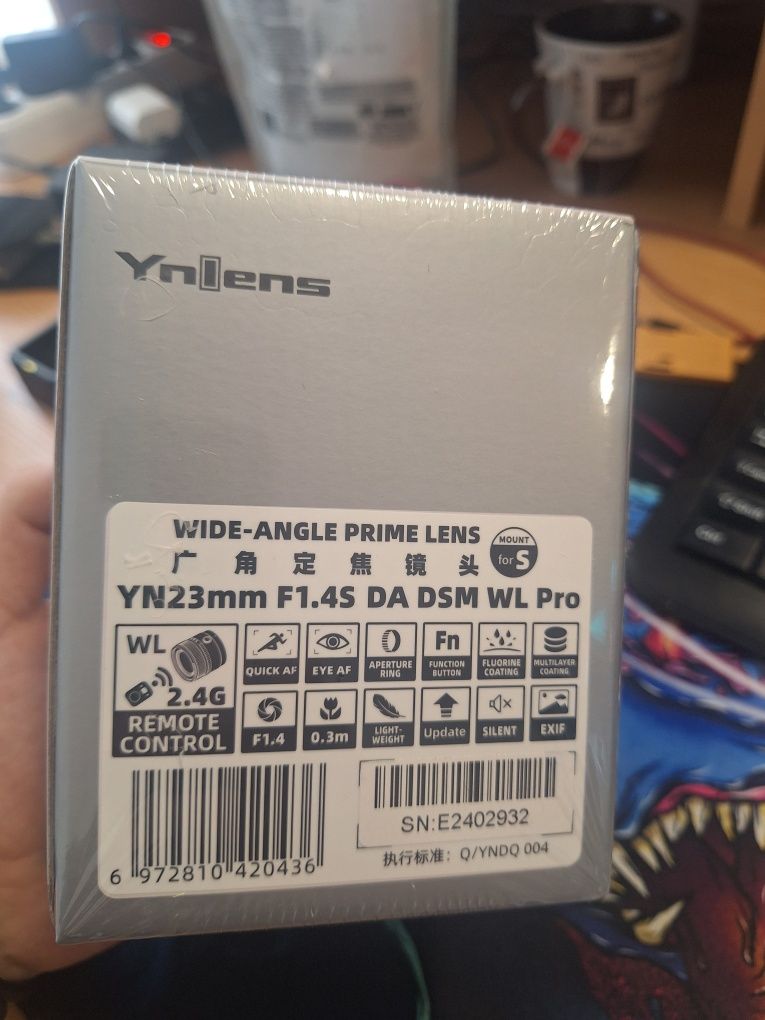 Ynlens
WIDE-ANGLE PRIME LENS
广角定焦镜头
MOUNT
for S
YN23mm F1.4S DA DSM WL Pro
WL
2.4G
REMOTE
CONTROL
QUICK AF
EYE AF
APERTURE
RING
Fn
FUNCTION
BUTTON
FLUORINE
COATING
MULTILAYER
COATING
F1.4
0.3m
LIGHT-
WEIGHT
Update
SILENT
EXIF
6 972810 420436
SN:E2402932
执行标准：Q/YNDQ 004